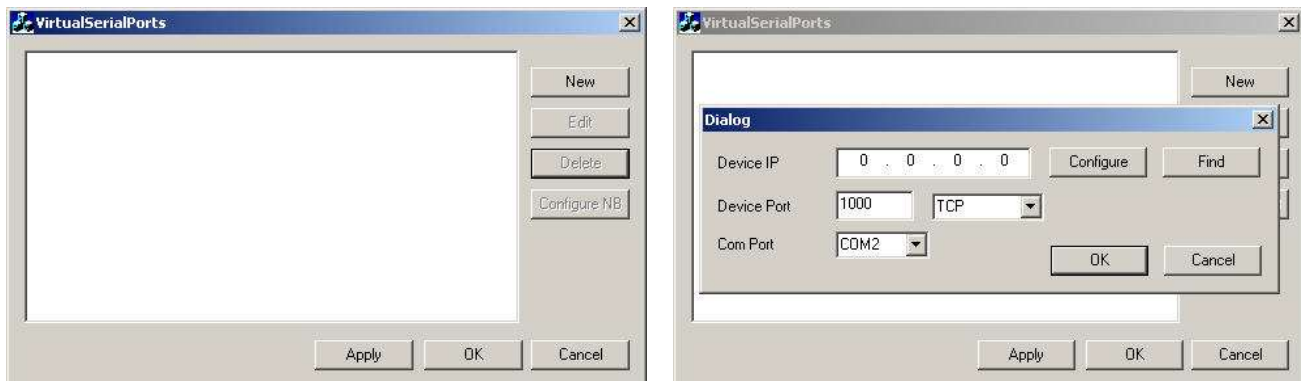 VirtualSerialPorts
New
Edit
Delete
Configure NB
Apply OK Cancel
VirtualSerialPorts
New
Dialog
Device IP 0 . 0 . 0 . 0 Configure Find
Device Port 1000 TCP
Com Port COM2
OK Cancel
Apply OK Cancel